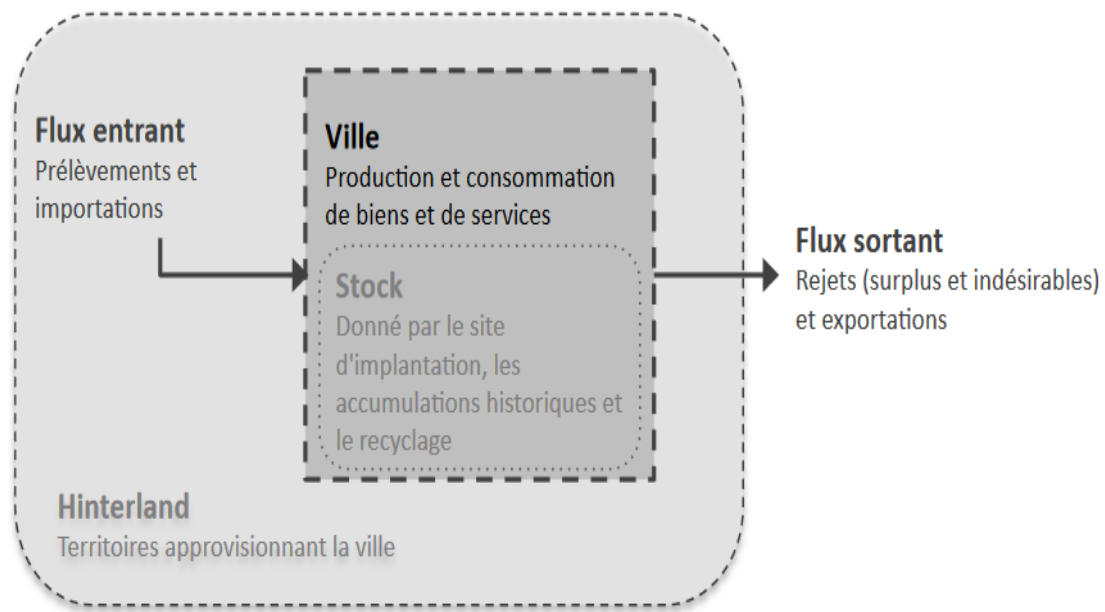 Flux entrant
Prélèvements et
importations
Ville
Production et consommation
de biens et de services
Stock
Donné par le site
d'implantation, les
accumulations historiques et
le recyclage
Flux sortant
Rejets (surplus et indésirables)
et exportations
Hinterland
Territoires approvisionnant la ville